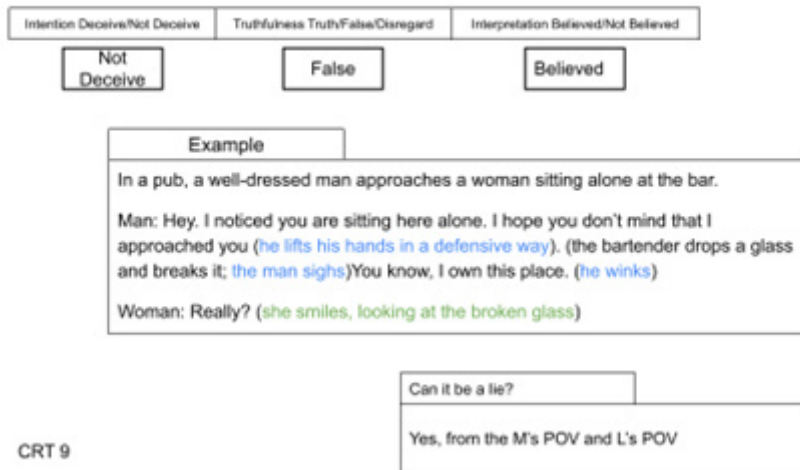 Intention Deceive/Not Deceive
Truthfulness Truth/False/Disregard
Interpretation Believed/Not Believed
Not
Deceive
False
Believed
Example
In a pub, a well-dressed man approaches a woman sitting alone at the bar.
Man: Hey. I noticed you are sitting here alone. I hope you don't mind that I
approached you (he lifts his hands in a defensive way). (the bartender drops a glass
and breaks it; the man sighs)You know, I own this place. (he winks)
Woman: Really? (she smiles, looking at the broken glass)
Can it be a lie?
Yes, from the M's POV and L's POV
CRT 9